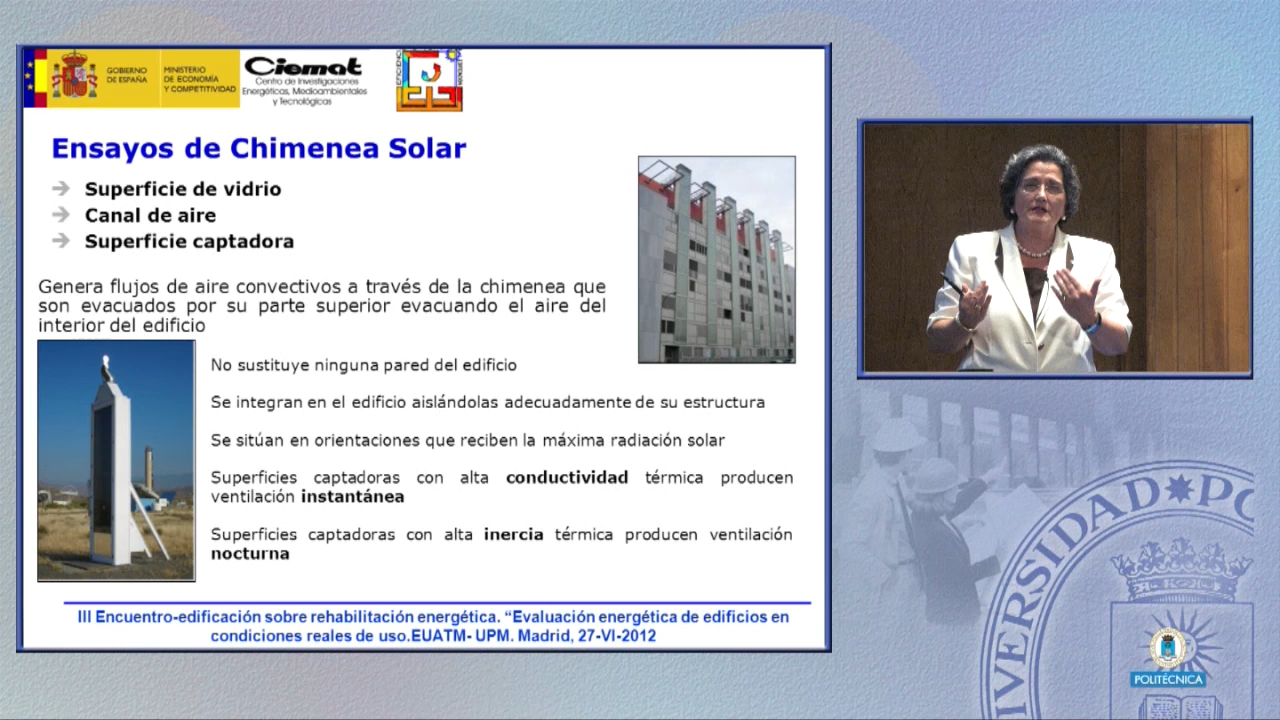 GOBIERNO
DE ESPAÑA
MINISTERIO
DE ECONOMÍA
Y COMPETITIVIDAD
Ciemat
Centro de Investigaciones
Energéticas, Medioambientales
y Tecnológicas
Ensayos de Chimenea Solar
Superficie de vidrio
Canal de aire
Superficie captadora
Genera flujos de aire convectivos a través de la chimenea que
son evacuados por su parte superior evacuando el aire del
interior del edificio
No sustituye ninguna pared del edificio
Se integran en el edificio aislándolas adecuadamente de su estructura
Se sitúan en orientaciones que reciben la máxima radiación solar
Superficies captadoras con alta conductividad térmica producen
ventilación instantánea
Superficies captadoras con alta inercia térmica producen ventilación
nocturna
III Encuentro-edificación sobre rehabilitación energética. “Evaluación energética de edificios en
condiciones reales de uso.EUATM- UPM. Madrid, 27-VI-2012
IVERSIDAD PO
POLITÉCNICA